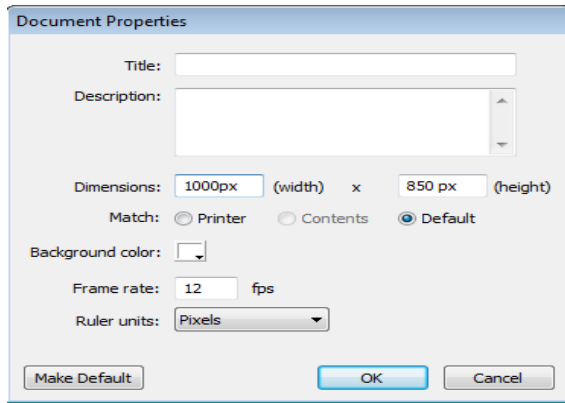 Document Properties
Title:
Description:
Dimensions: 1000px (width) x 850 px (height)
Match: Printer Contents Default
Background color:
Frame rate: 12 fps
Ruler units: Pixels
Make Default OK Cancel